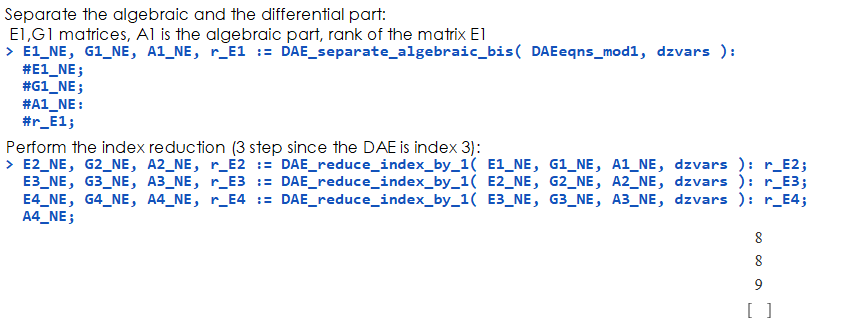 Separate the algebraic and the differential part:
E1,G1 matrices, A1 is the algebraic part, rank of the matrix E1
> E1_NE, G1_NE, A1_NE, r_E1 := DAE_separate_algebraic_bis( DAEeqns_mod1, dzvars ):
#E1_NE;
#G1_NE;
#A1_NE:
#r_E1;
Perform the index reduction (3 step since the DAE is index 3):
> E2_NE, G2_NE, A2_NE, r_E2 := DAE_reduce_index_by_1( E1_NE, G1_NE, A1_NE, dzvars ): r_E2;
E3_NE, G3_NE, A3_NE, r_E3 := DAE_reduce_index_by_1( E2_NE, G2_NE, A2_NE, dzvars ): r_E3;
E4_NE, G4_NE, A4_NE, r_E4 := DAE_reduce_index_by_1( E3_NE, G3_NE, A3_NE, dzvars ): r_E4;
A4_NE;
8
8
9
[ ]